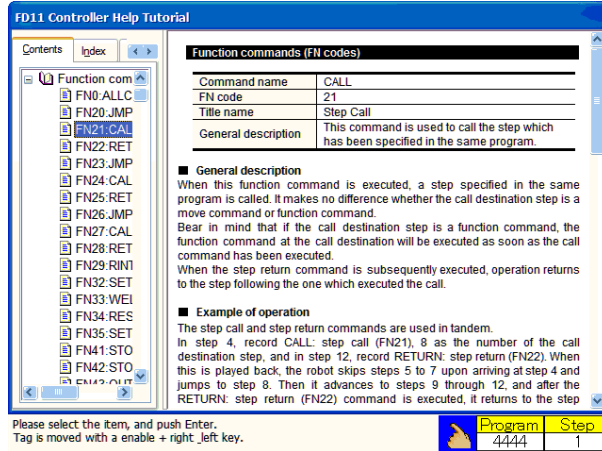 FD11 Controller Help Tutorial
Contents
Index
Function com
FN0:ALLC
FN20:JMP
FN21:CAL
FN22:RET
FN23:JMP
FN24:CAL
FN25:RET
FN26:JMP
FN27:CAL
FN28:RET
FN29:RINT
FN32:SET
FN33:WEL
FN34:RES
FN35:SET
FN41:STO
FN42:STO
FN43:OUT
Function commands (FN codes)
Command name CALL
FN code 21
Title name Step Call
General description This command is used to call the step which
has been specified in the same program.
■ General description
When this function command is executed, a step specified in the same
program is called. It makes no difference whether the call destination step is a
move command or function command.
Bear in mind that if the call destination step is a function command, the
function command at the call destination will be executed as soon as the call
command has been executed.
When the step return command is subsequently executed, operation returns
to the step following the one which executed the call.
■ Example of operation
The step call and step return commands are used in tandem.
In step 4, record CALL: step call (FN21), 8 as the number of the call
destination step, and in step 12, record RETURN: step return (FN22). When
this is played back, the robot skips steps 5 to 7 upon arriving at step 4 and
jumps to step 8. Then it advances to steps 9 through 12, and after the
RETURN: step return (FN22) command is executed, it returns to the step
Please select the item, and push Enter.
Tag is moved with a enable + right _left key.
Program Step
4444 1